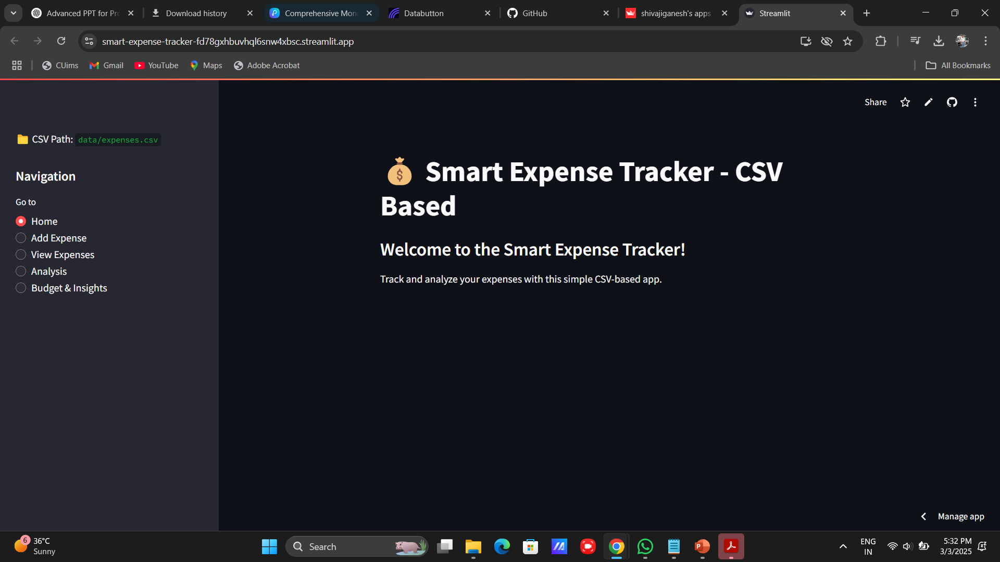 Advanced PPT for Pr
Download history
Comprehensive Mon
Databutton
GitHub
shivajiganesh's apps
Streamlit
smart-expense-tracker-fd78gxhbuvhql6snw4xbsc.streamlit.app
CUims
Gmail
YouTube
Maps
Adobe Acrobat
All Bookmarks
Share
CSV Path: data/expenses.csv
Navigation
Go to
Home
Add Expense
View Expenses
Analysis
Budget & Insights
Smart Expense Tracker - CSV
Based
Welcome to the Smart Expense Tracker!
Track and analyze your expenses with this simple CSV-based app.
Manage app
6
36°C
Sunny
Search
ENG
IN
5:32 PM
3/3/2025